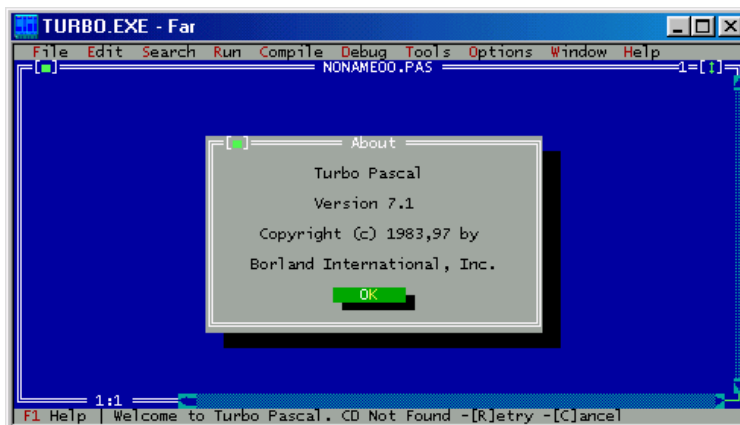 TURBO.EXE - Far
File Edit Search Run Compile Debug Tools Options Window Help
[■] NONAME00.PAS 1=[↕]
[■] About
Turbo Pascal
Version 7.1
Copyright (c) 1983,97 by
Borland International, Inc.
OK
1:1
F1 Help | Welcome to Turbo Pascal. CD Not Found -[R]etry -[C]ancel